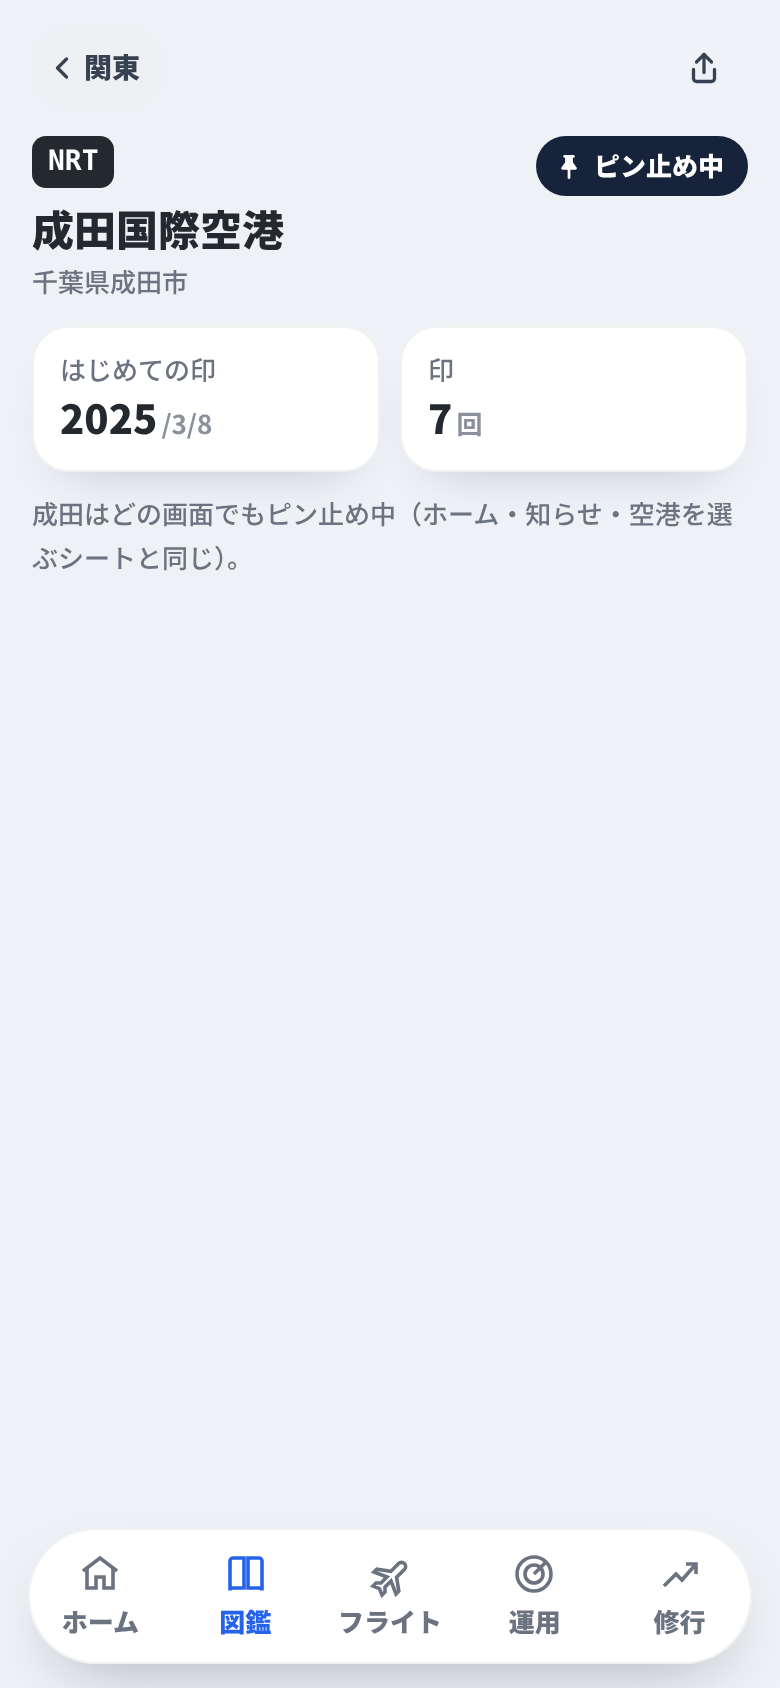 関東
NRT
ピン止め中
成田国際空港
千葉県成田市
はじめての印
2025/3/8
印
7回
成田はどの画面でもピン止め中（ホーム・知らせ・空港を選
ぶシートと同じ）。
ホーム
図鑑
フライト
運用
修行